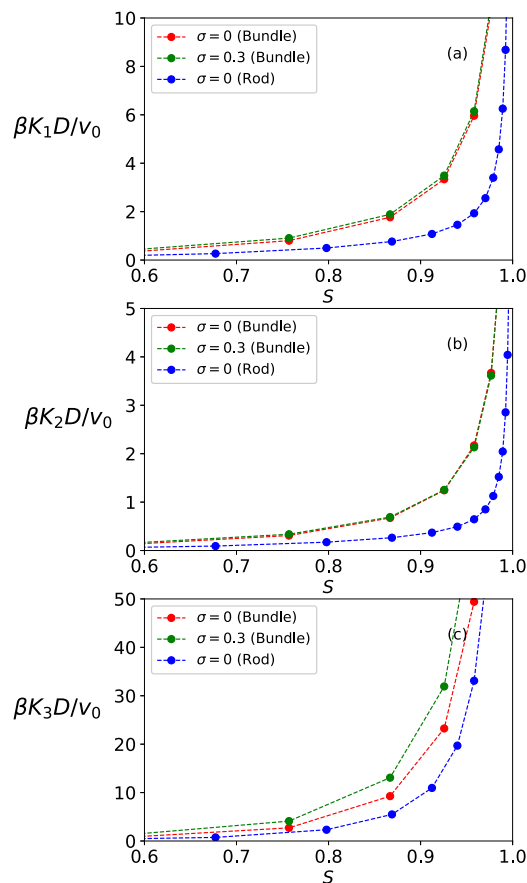 10
8
6
4
2
0
βK₁D/v₀
σ = 0 (Bundle)
σ = 0.3 (Bundle)
σ = 0 (Rod)
(a)
0.6 0.7 0.8 0.9 1.0
S
5
4
3
2
1
0
βK₂D/v₀
σ = 0 (Bundle)
σ = 0.3 (Bundle)
σ = 0 (Rod)
(b)
0.6 0.7 0.8 0.9 1.0
S
50
40
30
20
10
0
βK₃D/v₀
σ = 0 (Bundle)
σ = 0.3 (Bundle)
σ = 0 (Rod)
(c)
0.6 0.7 0.8 0.9 1.0
S